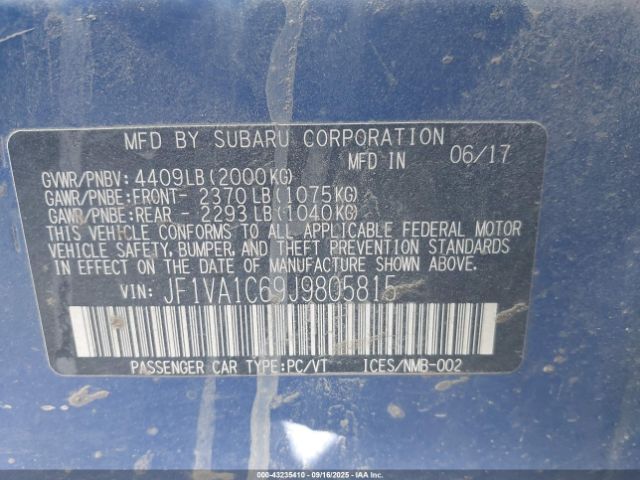 MFD BY SUBARU CORPORATION
MFD IN 06/17
GVWR/PNBV: 4409LB(2000KG)
GAWR/PNBE:FRONT- 2370LB(1075KG)
GAWR/PNBE:REAR - 2293LB(1040KG)
THIS VEHICLE CONFORMS TO ALL APPLICABLE FEDERAL MOTOR
VEHICLE SAFETY, BUMPER, AND THEFT PREVENTION STANDARDS
IN EFFECT ON THE DATE OF MANUFACTURE SHOWN ABOVE.
VIN: JF1VA1C69J9805815
PASSENGER CAR TYPE:PC/VT ICES/NMB-002
000-43235410 - 09/16/2025 - IAAI.COM